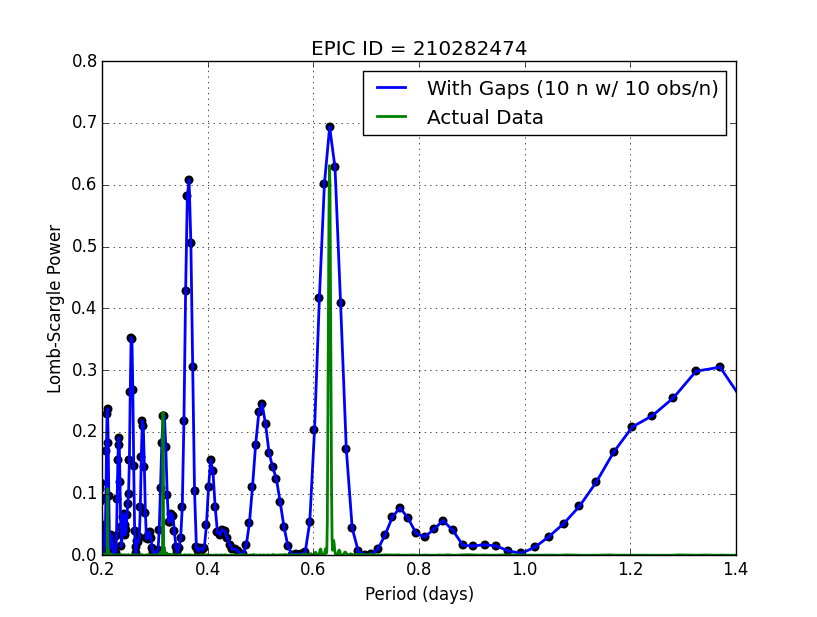 EPIC ID = 210282474
With Gaps (10 n w/ 10 obs/n)
Actual Data
Lomb-Scargle Power
0.8
0.7
0.6
0.5
0.4
0.3
0.2
0.1
0.0
0.2 0.4 0.6 0.8 1.0 1.2 1.4
Period (days)